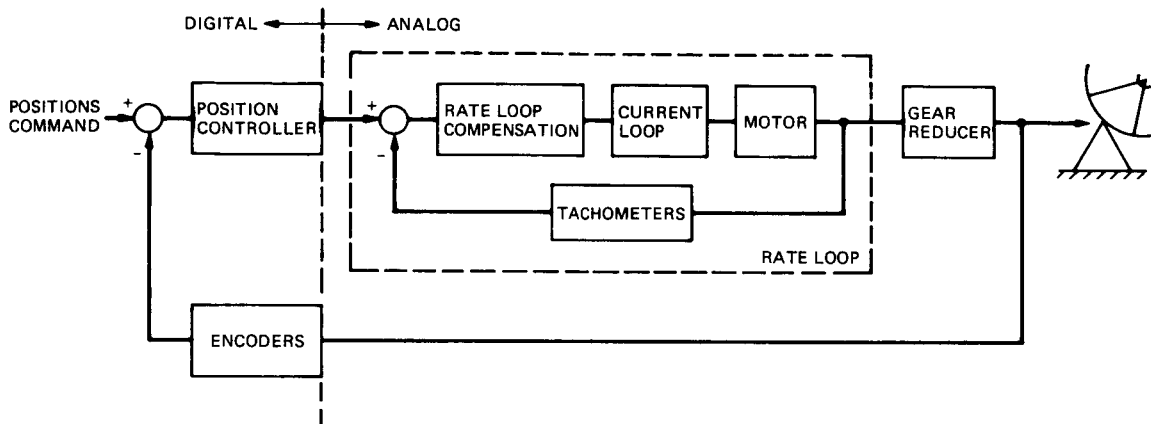 DIGITAL
ANALOG
POSITIONS
COMMAND
+
-
POSITION
CONTROLLER
+
-
RATE LOOP
COMPENSATION
CURRENT
LOOP
MOTOR
GEAR
REDUCER
TACHOMETERS
RATE LOOP
ENCODERS